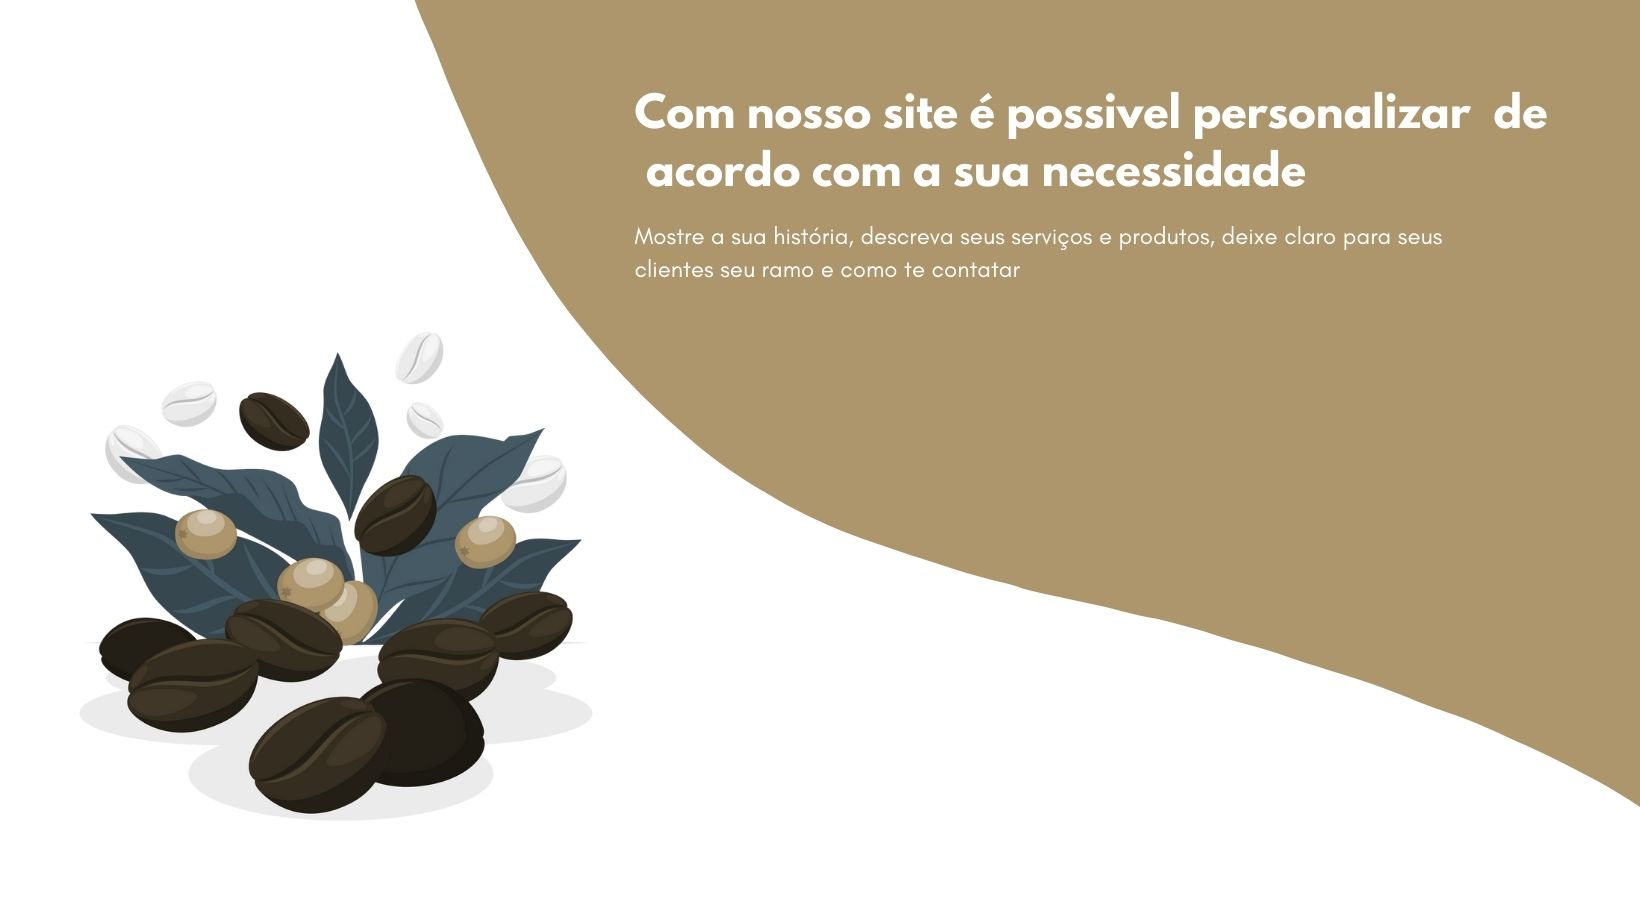 Com nosso site é possivel personalizar  de
acordo com a sua necessidade
Mostre a sua história, descreva seus serviços e produtos, deixe claro para seus
clientes seu ramo e como te contatar